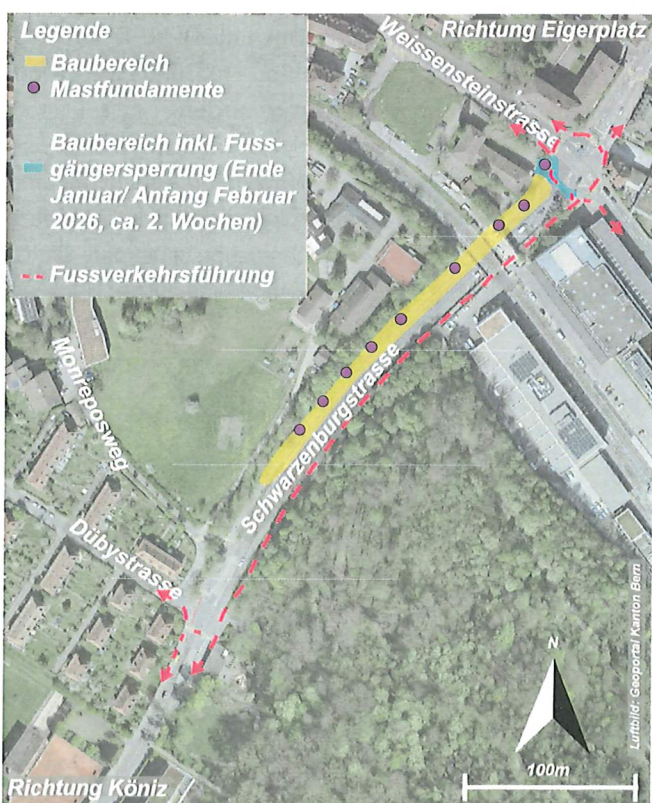 Legende
Baubereich
Mastfundamente
Baubereich inkl. Fuss-
gängersperrung (Ende
Januar/ Anfang Februar
2026, ca. 2. Wochen)
Fussverkehrsführung
Richtung Eigerplatz
Weissensteinstrasse
Schwarzenburgstrasse
Monreposweg
Dübystrasse
Richtung Köniz
N
100m
Luftbild: Geoportal Kanton Bern